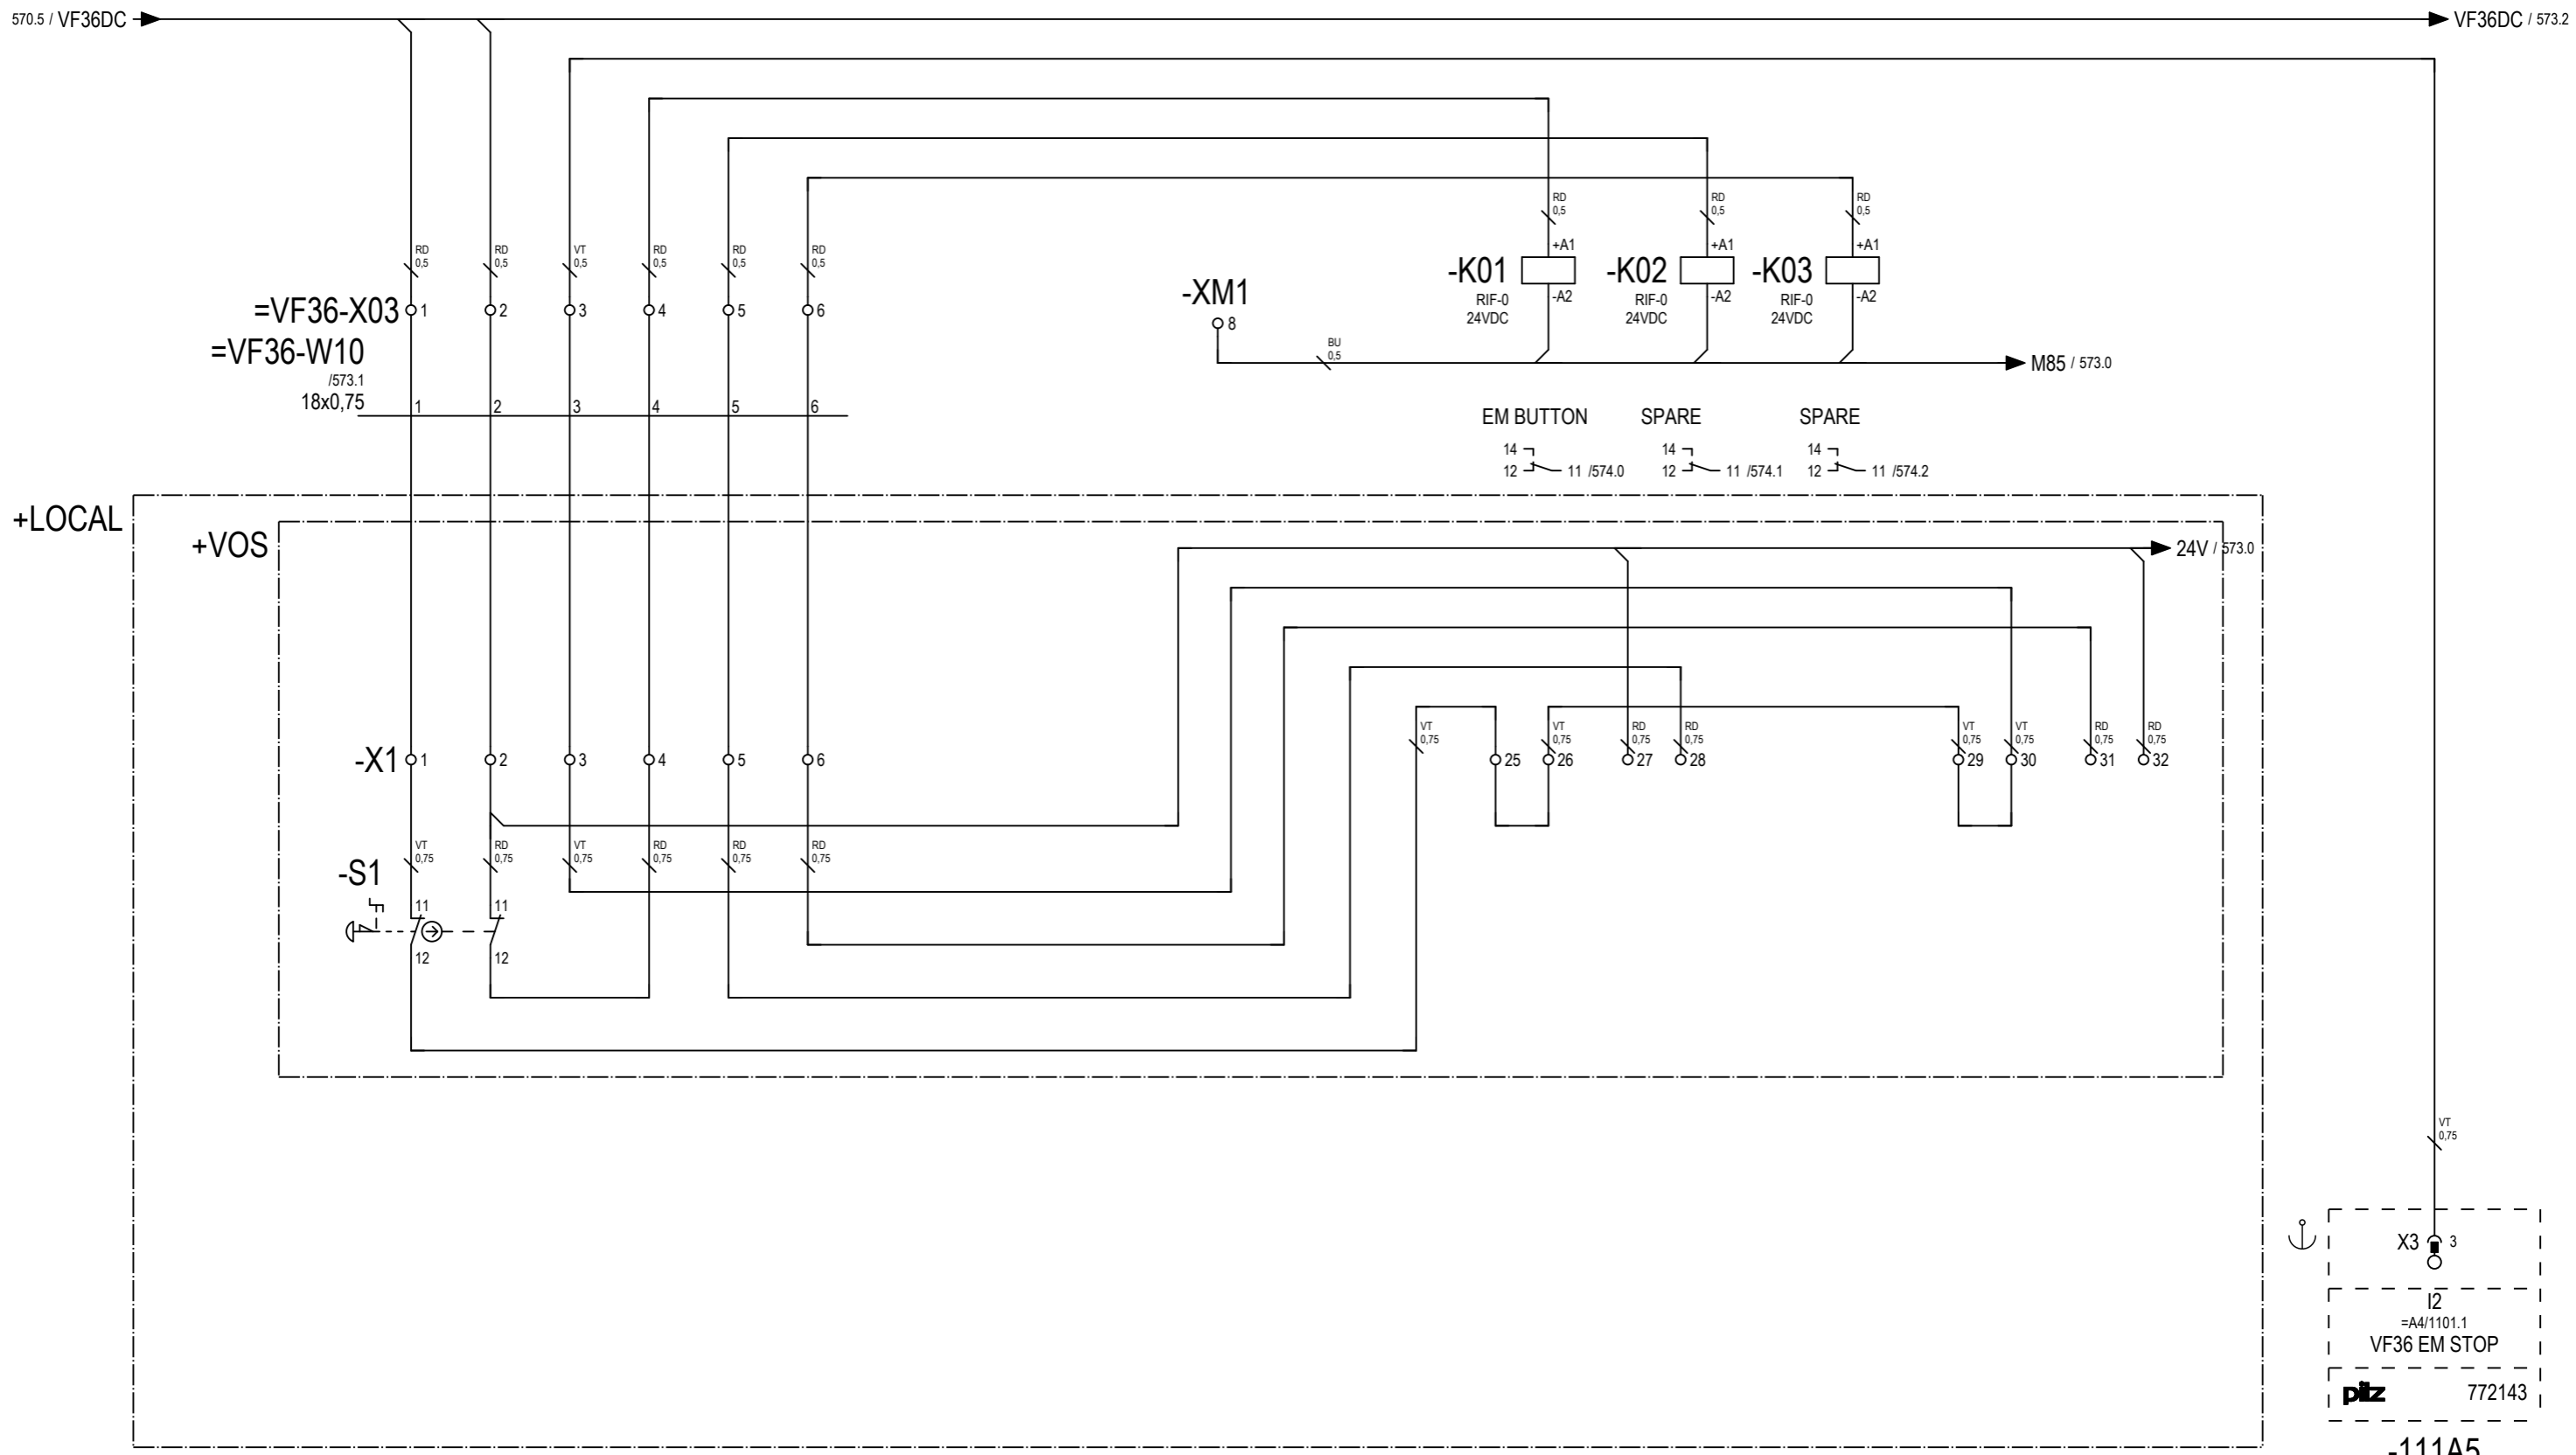 570.5 / VF36DC
VF36DC / 573.2
RD
0,5
RD
0,5
RD
0,5
+A1
+A1
+A1
-K01
-K02
-K03
RIF-0
24VDC
RIF-0
24VDC
RIF-0
24VDC
-A2
-A2
-A2
RD
0,5
RD
0,5
VT
0,5
RD
0,5
RD
0,5
RD
0,5
=VF36-X03
1
2
3
4
5
6
-XM1
8
=VF36-W10
/573.1
18x0,75
1
2
3
4
5
6
BU
0,5
M85 / 573.0
EM BUTTON
SPARE
SPARE
14
12
11 /574.0
14
12
11 /574.1
14
12
11 /574.2
+LOCAL
+VOS
24V / 573.0
VT
0,75
VT
0,75
RD
0,75
RD
0,75
VT
0,75
VT
0,75
RD
0,75
RD
0,75
-X1
1
2
3
4
5
6
25
26
27
28
29
30
31
32
VT
0,75
RD
0,75
VT
0,75
RD
0,75
RD
0,75
RD
0,75
-S1
11
11
12
12
VT
0,75
X3
3
I2
=A4/1101.1
VF36 EM STOP
pilz
772143
-111A5